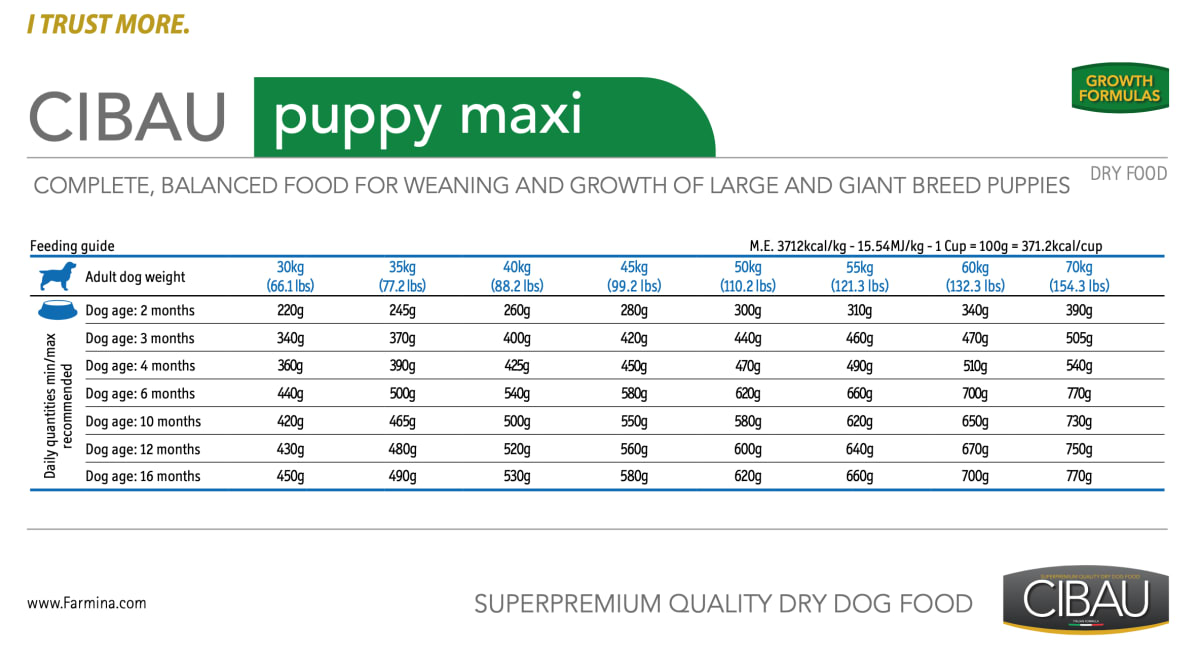 I TRUST MORE.
CIBAU puppy maxi
GROWTH
FORMULAS
DRY FOOD
COMPLETE, BALANCED FOOD FOR WEANING AND GROWTH OF LARGE AND GIANT BREED PUPPIES
Feeding guide M.E. 3712kcal/kg - 15.54MJ/kg - 1 Cup = 100g = 371.2kcal/cup
Adult dog weight 30kg 35kg 40kg 45kg 50kg 55kg 60kg 70kg
(66.1 lbs) (77.2 lbs) (88.2 lbs) (99.2 lbs) (110.2 lbs) (121.3 lbs) (132.3 lbs) (154.3 lbs)
Daily quantities min/max
recommended
Dog age: 2 months 220g 245g 260g 280g 300g 310g 340g 390g
Dog age: 3 months 340g 370g 400g 420g 440g 460g 470g 505g
Dog age: 4 months 360g 390g 425g 450g 470g 490g 510g 540g
Dog age: 6 months 440g 500g 540g 580g 620g 660g 700g 770g
Dog age: 10 months 420g 465g 500g 550g 580g 620g 650g 730g
Dog age: 12 months 430g 480g 520g 560g 600g 640g 670g 750g
Dog age: 16 months 450g 490g 530g 580g 620g 660g 700g 770g
www.Farmina.com
SUPERPREMIUM QUALITY DRY DOG FOOD
SUPERPREMIUM QUALITY DRY DOG FOOD
CIBAU
ITALIAN FORMULA